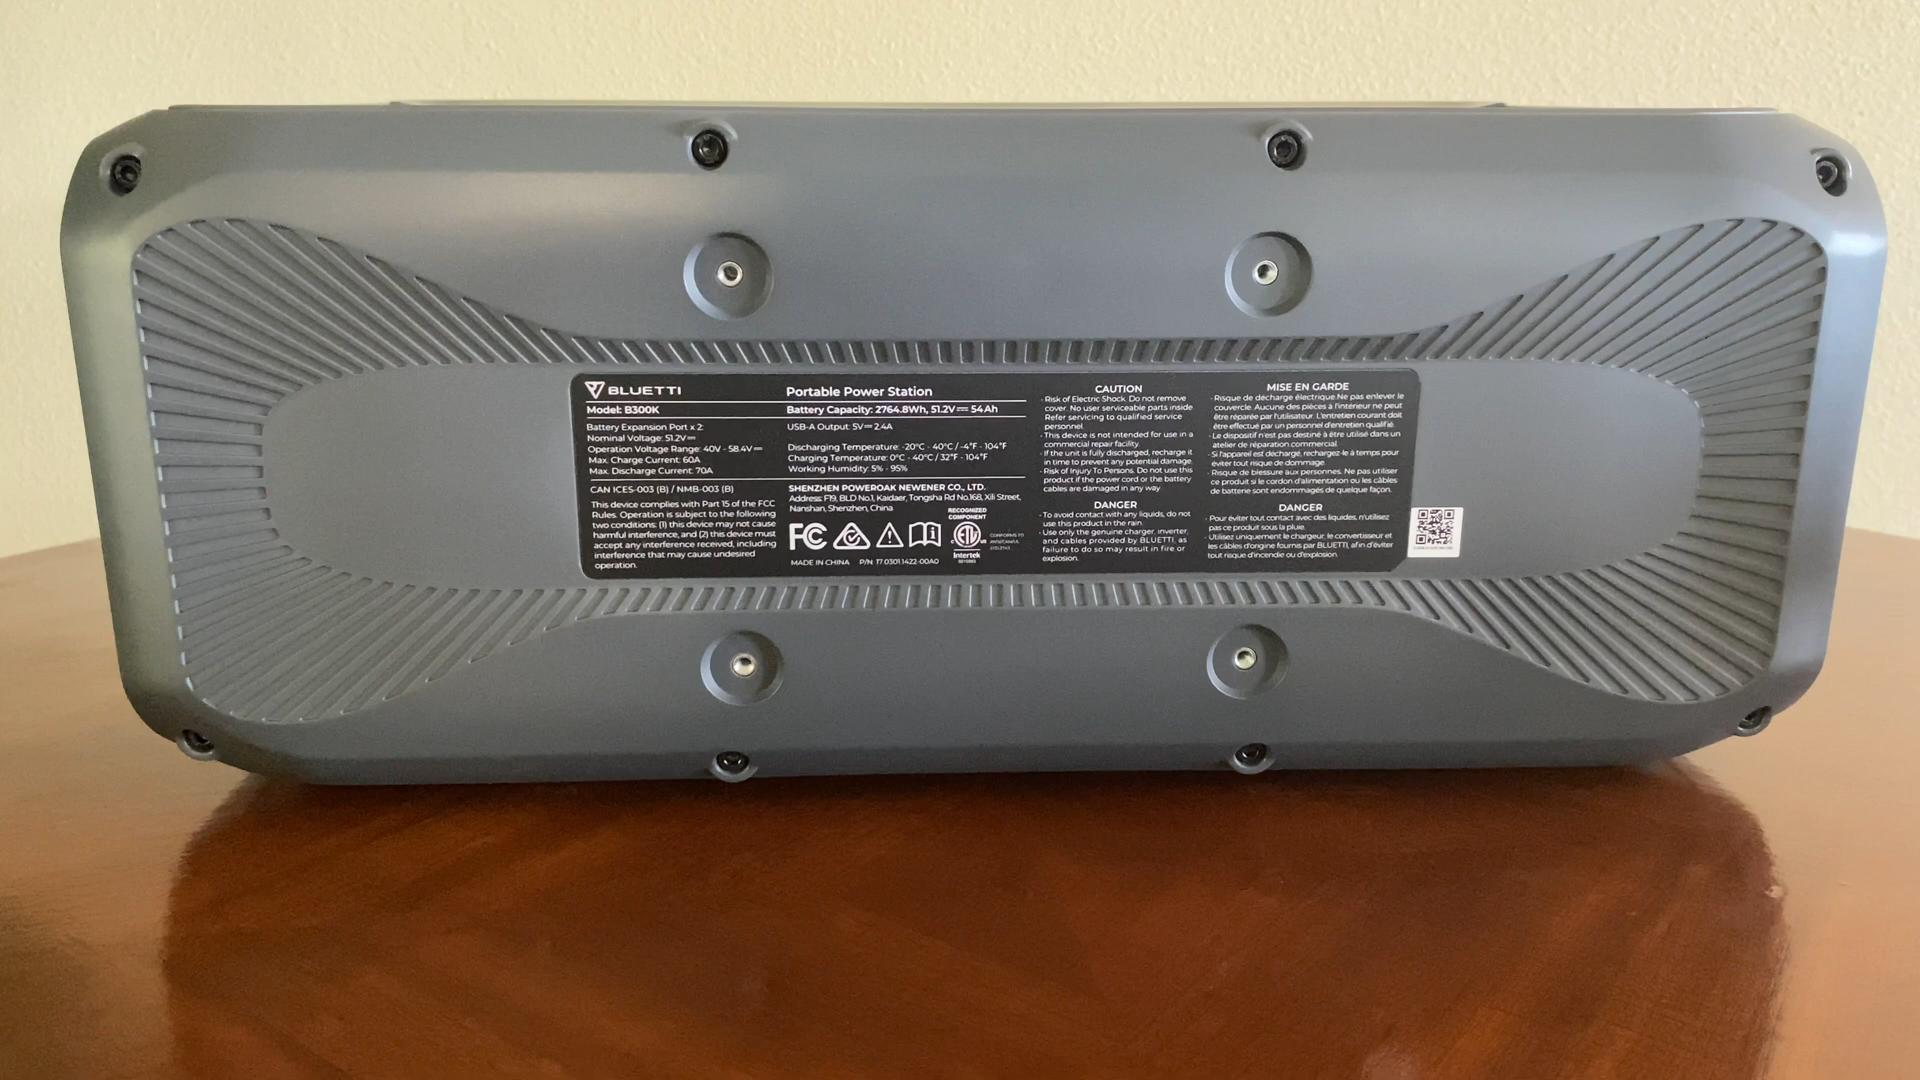 BLUETTI
Model: B300K
Battery Expansion Port x 2:
Nominal Voltage: 51.2V⎓
Operation Voltage Range: 40V - 58.4V⎓
Max. Charge Current: 60A
Max. Discharge Current: 70A
CAN ICES-003 (B) / NMB-003 (B)
This device complies with Part 15 of the FCC
Rules. Operation is subject to the following
two conditions: (1) this device may not cause
harmful interference, and (2) this device must
accept any interference received, including
interference that may cause undesired
operation.
Portable Power Station
Battery Capacity: 2764.8Wh, 51.2V⎓ 54Ah
USB-A Output: 5V⎓2.4A
Discharging Temperature: -20°C - 40°C / -4°F - 104°F
Charging Temperature: 0°C - 40°C / 32°F - 104°F
Working Humidity: 5% - 95%
SHENZHEN POWEROAK NEWENER CO., LTD.
Address: F19, BLD No.1, Kaidaer, Tongsha Rd No.168, Xili Street,
Nanshan, Shenzhen, China
RECOGNIZED
COMPONENT
FC
ETL
Intertek
CONFORMS TO
MADE IN CHINA P/N: 17.0301.1422-00A0
CAUTION
· Risk of Electric Shock. Do not remove
cover. No user serviceable parts inside
Refer servicing to qualified service
personnel.
· This device is not intended for use in a
commercial repair facility.
· If the unit is fully discharged, recharge it
in time to prevent any potential damage.
· Risk of Injury To Persons. Do not use this
product if the power cord or the battery
cables are damaged in any way
DANGER
· To avoid contact with any liquids, do not
use this product in the rain.
· Use only the genuine charger, inverter,
and cables provided by BLUETTI, as
failure to do so may result in fire or
explosion.
MISE EN GARDE
· Risque de décharge électrique.Ne pas enlever le
couvercle. Aucune des pièces à l'intérieur ne peut
être réparée par l'utilisateur. L'entretien courant doit
être effectué par un personnel d'entretien qualifié.
· Le dispositif n'est pas destiné à être utilisé dans un
atelier de réparation commercial.
· Si l'appareil est déchargé, rechargez-le à temps pour
éviter tout risque de dommage.
· Risque de blessure aux personnes. Ne pas utiliser
ce produit si le cordon d'alimentation ou les câbles
de batterie sont endommagés de quelque façon.
DANGER
· Pour éviter tout contact avec des liquides, n'utilisez
pas ce produit sous la pluie.
· Utilisez uniquement le chargeur, le convertisseur et
les câbles d'origine fournis par BLUETTI, afin d'éviter
tout risque d'incendie ou d'explosion.